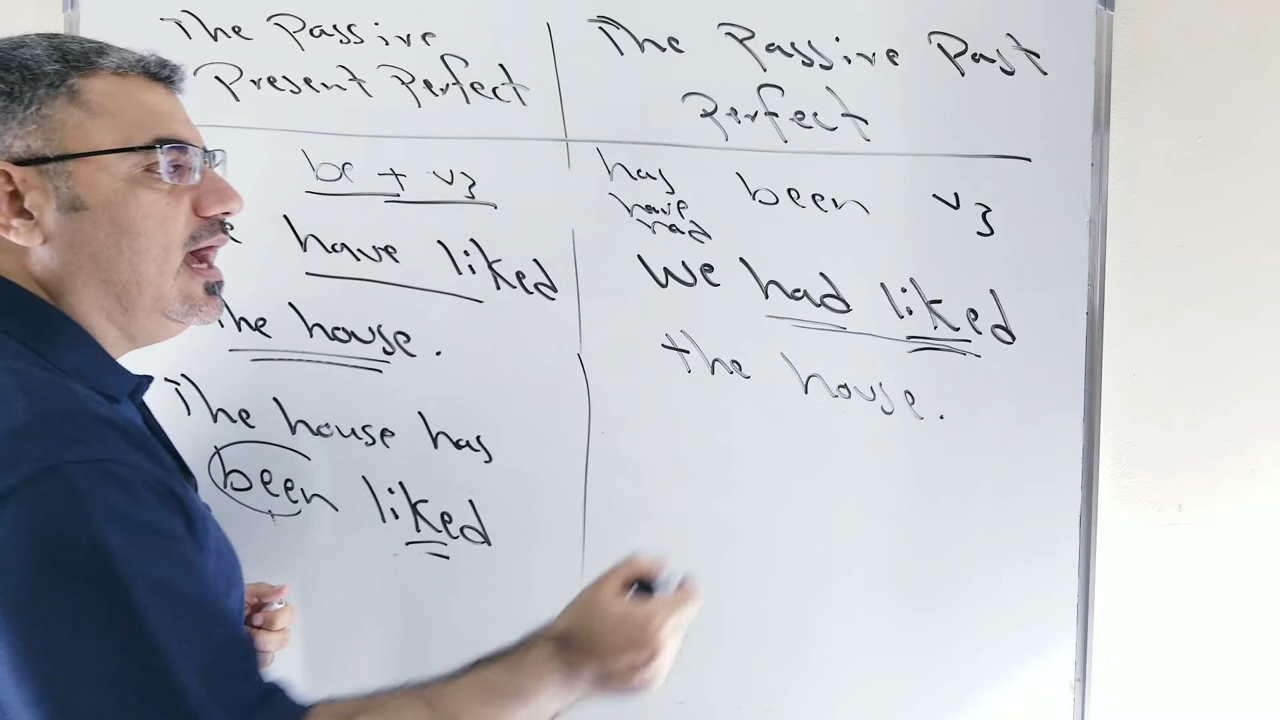 The Passive
Present Perfect
be + v3
have liked
the house.
The house has
been liked
The Passive Past
Perfect
has
have
had
been v3
We had liked
the house.